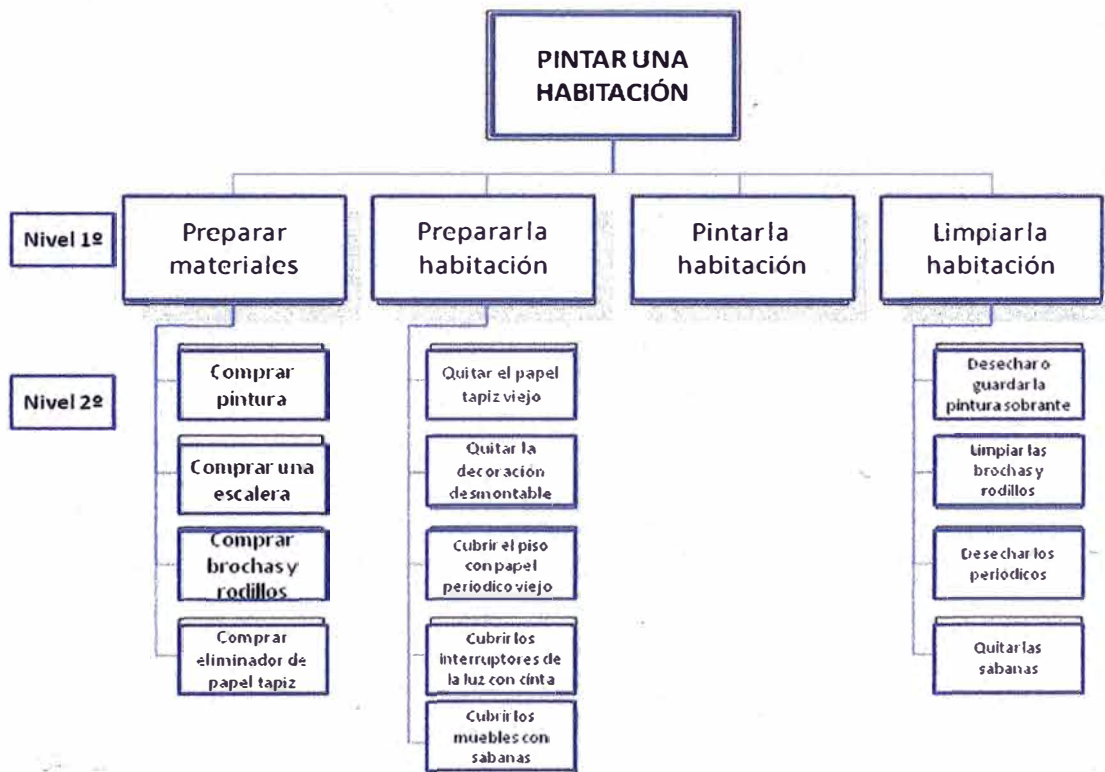 PINTAR UNA
HABITACIÓN
Nivel 1º
Preparar
materiales
Preparar la
habitación
Pintar la
habitación
Limpiar la
habitación
Nivel 2º
Comprar
pintura
Comprar una
escalera
Comprar
brochas y
rodillos
Comprar
eliminador de
papel tapiz
Quitar el papel
tapiz viejo
Quitar la
decoración
desmontable
Cubrir el piso
con papel
periodico viejo
Cubrir los
interruptores de
la luz con cinta
Cubrir los
muebles con
sabanas
Desechar o
guardar la
pintura sobrante
Limpiar las
brochas y
rodillos
Desechar los
periódicos
Quitar las
sabanas